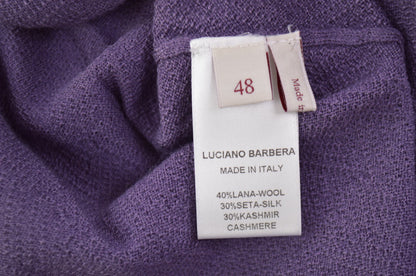 48
Made
LUCIANO BARBERA
MADE IN ITALY
40%LANA-WOOL
30%SETA-SILK
30%KASHMIR
CASHMERE